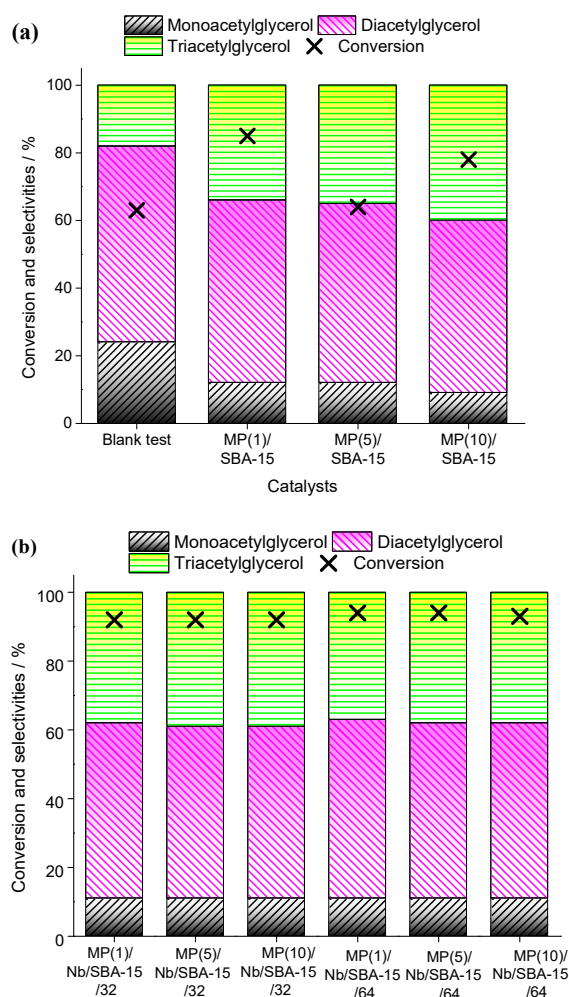 (a)
Monoacetylglycerol Diacetylglycerol
Triacetylglycerol Conversion
Conversion and selectivities / %
100
80
60
40
20
0
Blank test MP(1)/ MP(5)/ MP(10)/
SBA-15 SBA-15 SBA-15
Catalysts
(b)
Monoacetylglycerol Diacetylglycerol
Triacetylglycerol Conversion
Conversion and selectivities / %
100
80
60
40
20
0
MP(1)/ MP(5)/ MP(10)/ MP(1)/ MP(5)/ MP(10)/
Nb/SBA-15 Nb/SBA-15 Nb/SBA-15 Nb/SBA-15 Nb/SBA-15 Nb/SBA-15
/32 /32 /32 /64 /64 /64